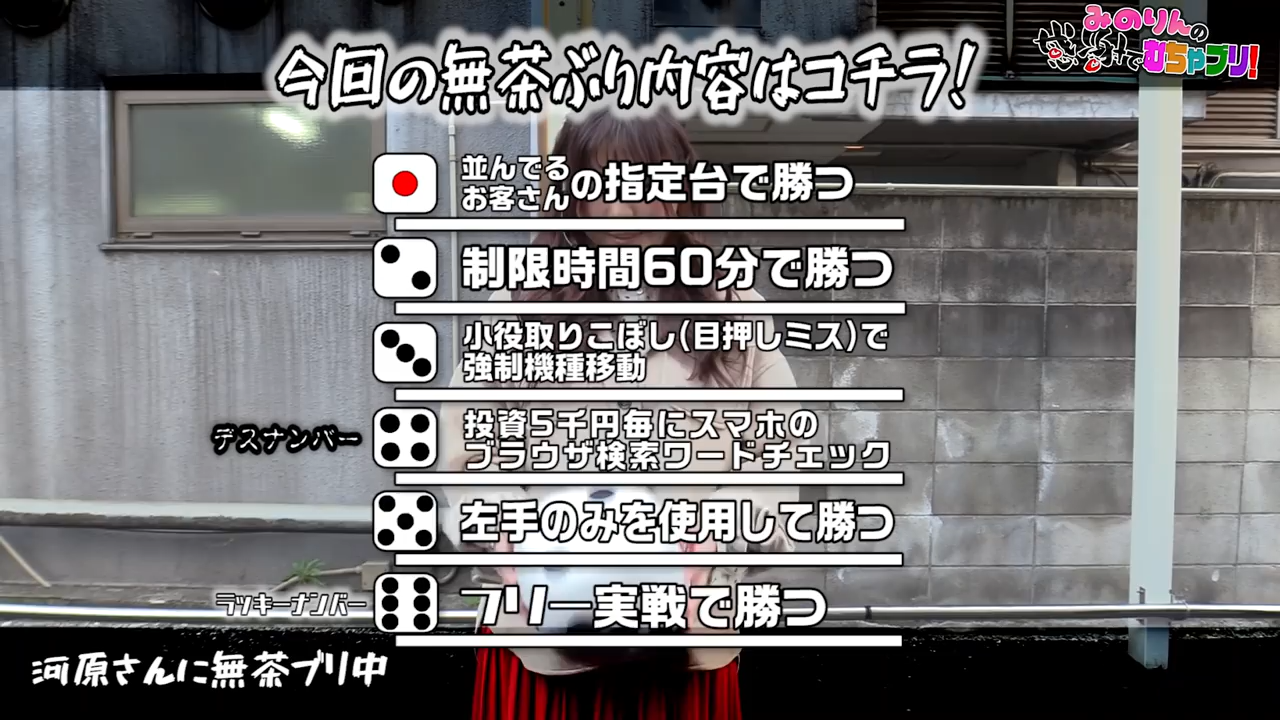 みのりんの
むちゃブリ!
今回の無茶ぶり内容はコチラ!
並んでる
お客さんの指定台で勝つ
制限時間60分で勝つ
小役取りこぼし(目押しミス)で
強制機種移動
デスナンバー
投資5千円毎にスマホの
ブラウザ検索ワードチェック
左手のみを使用して勝つ
ラッキーナンバー
フリー実戦で勝つ
河原さんに無茶ブリ中